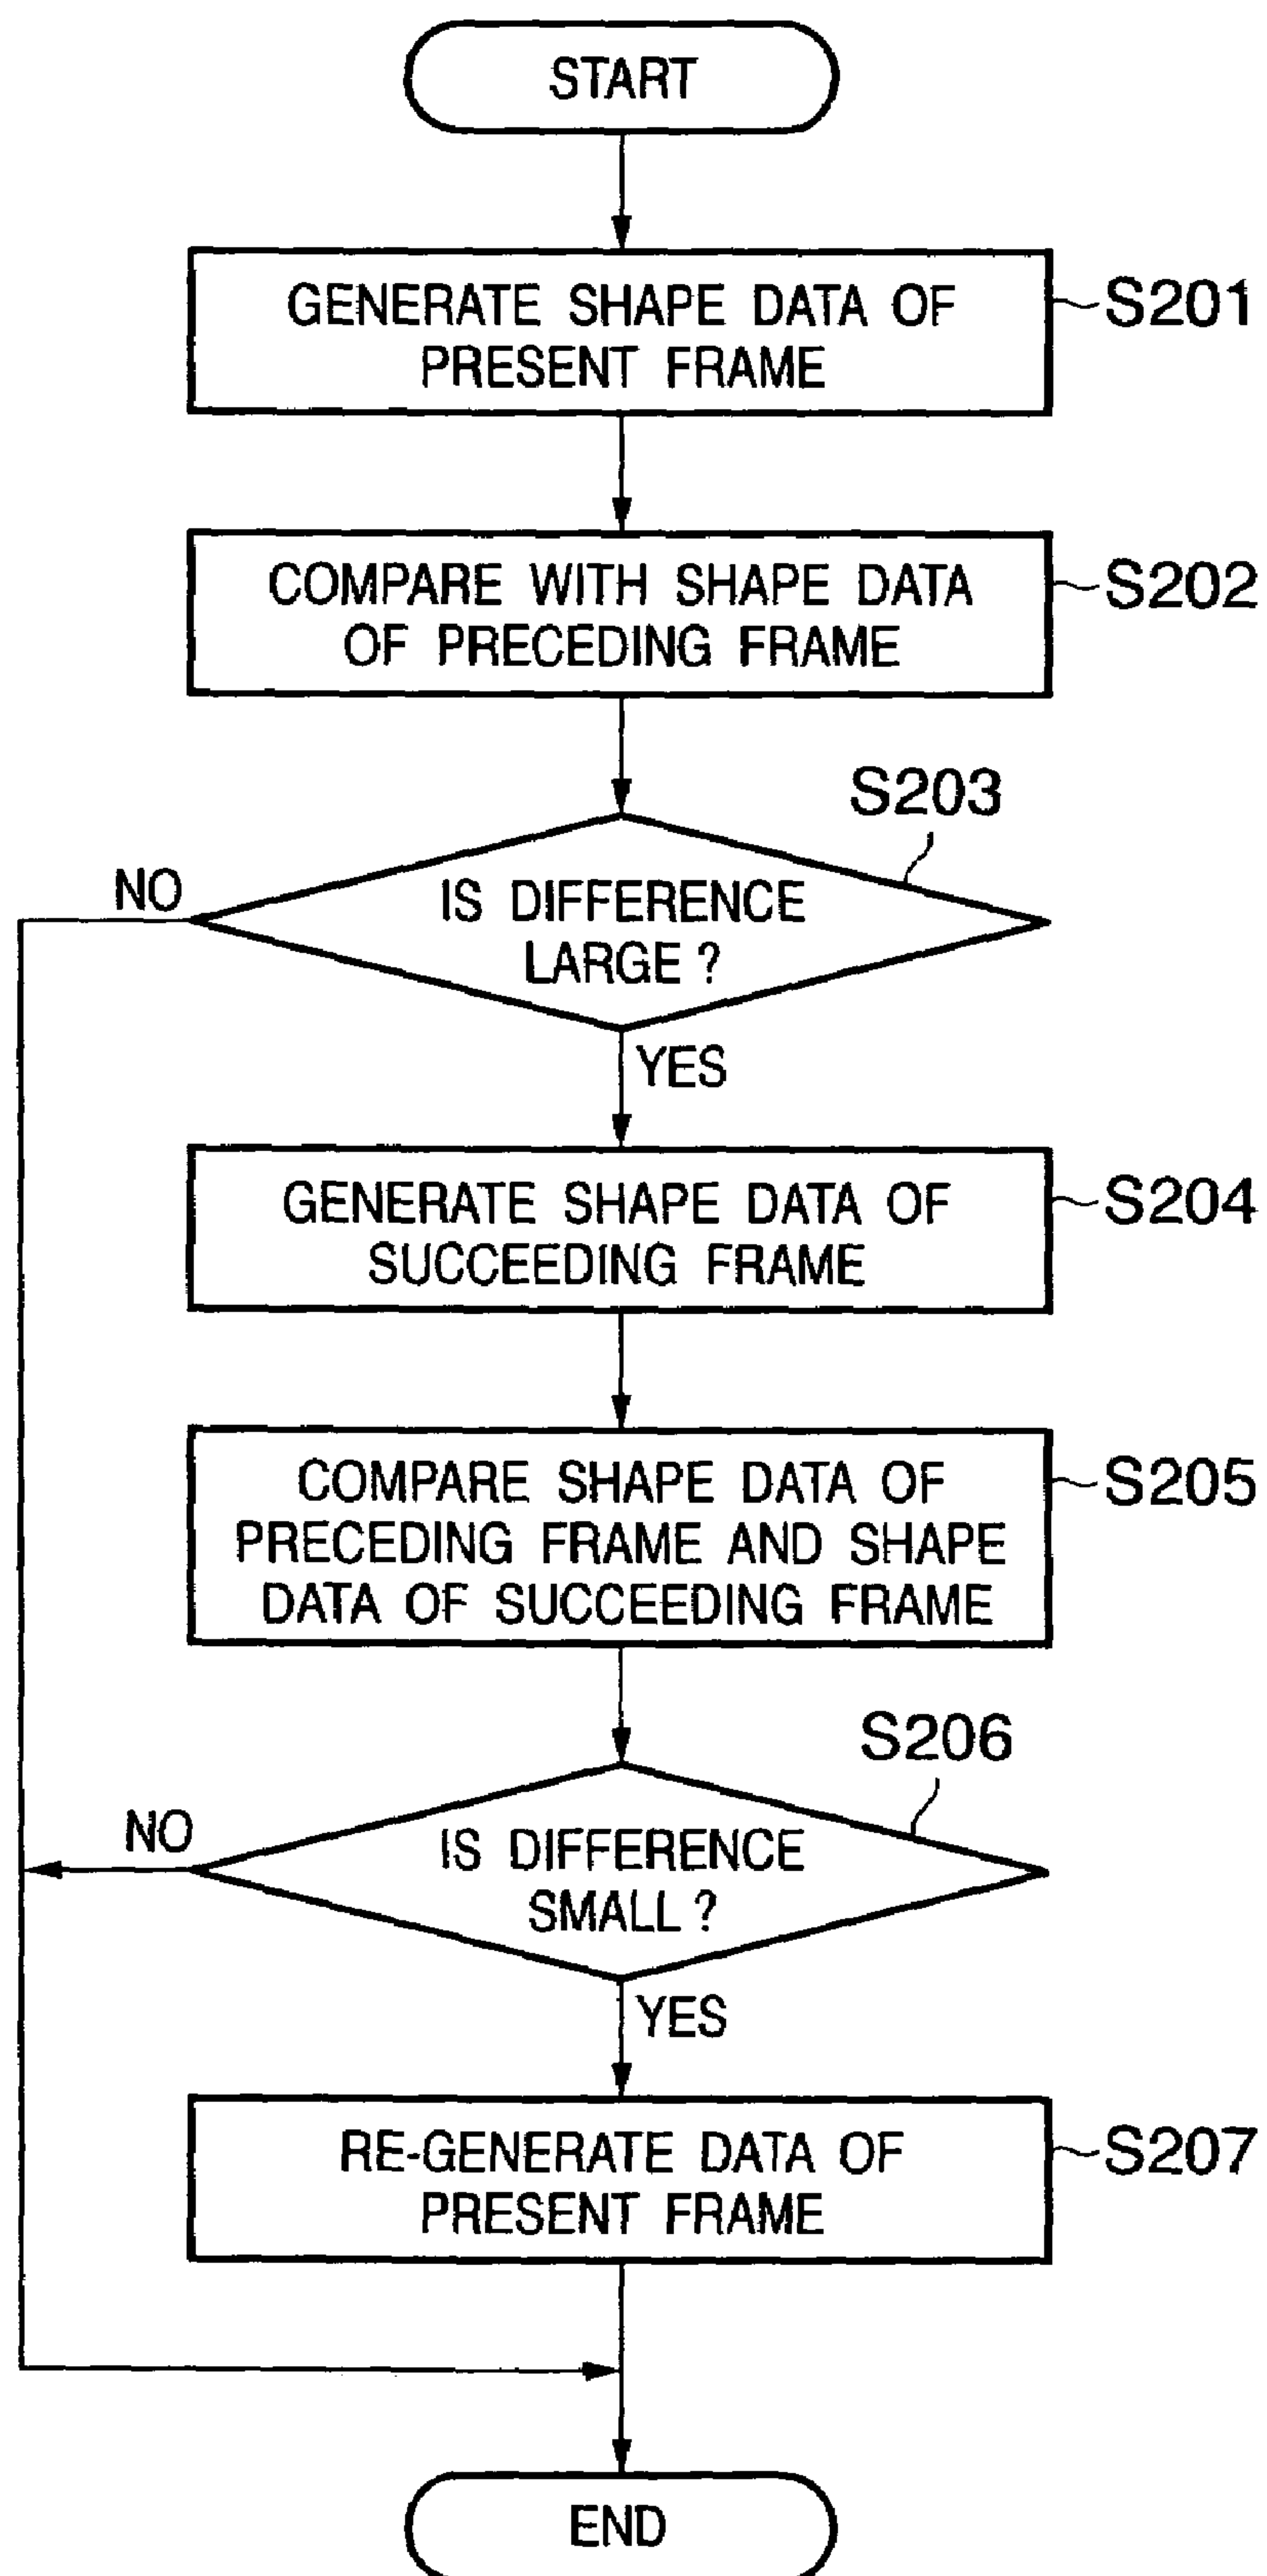 START
GENERATE SHAPE DATA OF
PRESENT FRAME
S201
COMPARE WITH SHAPE DATA
OF PRECEDING FRAME
S202
S203
NO
IS DIFFERENCE
LARGE ?
YES
GENERATE SHAPE DATA OF
SUCCEEDING FRAME
S204
COMPARE SHAPE DATA OF
PRECEDING FRAME AND SHAPE
DATA OF SUCCEEDING FRAME
S205
S206
NO
IS DIFFERENCE
SMALL ?
YES
RE-GENERATE DATA OF
PRESENT FRAME
S207
END